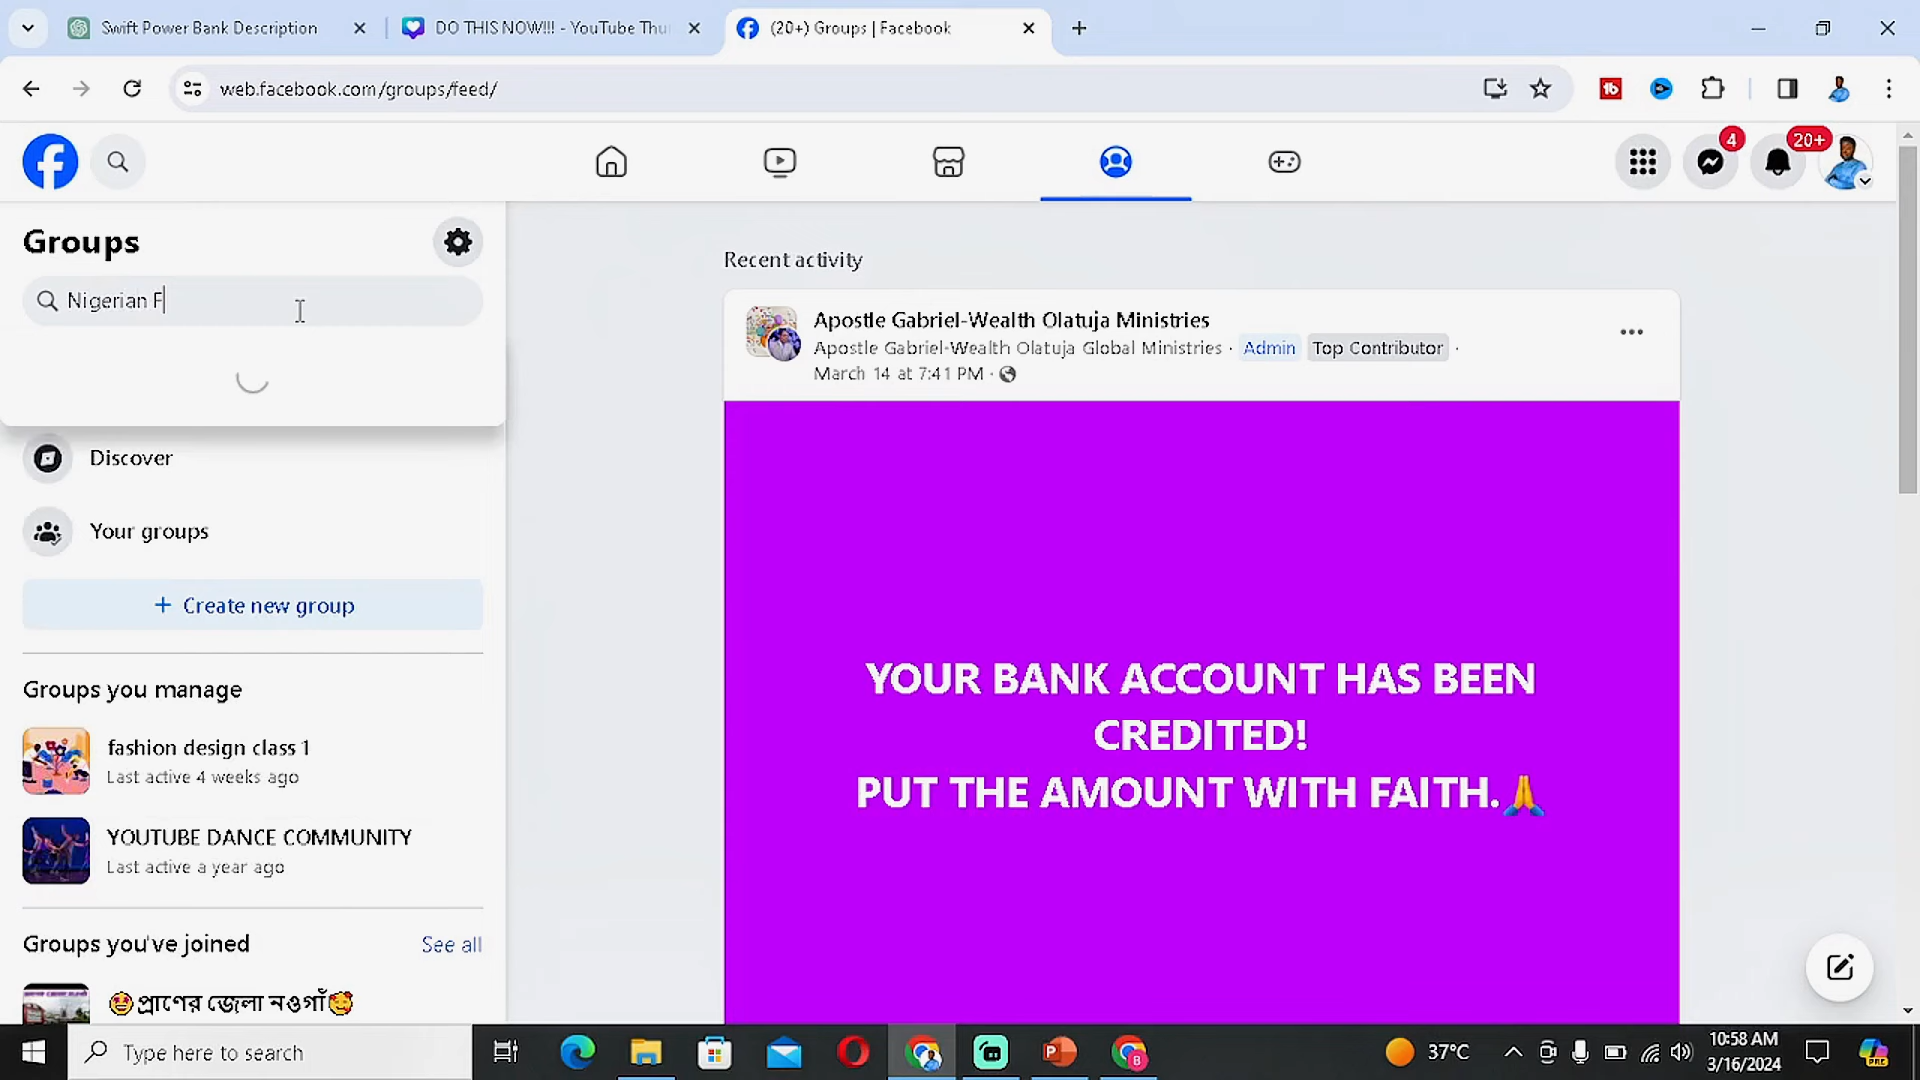 Swift Power Bank Description
DO THIS NOW!!! - YouTube Thu
(20+) Groups | Facebook
web.facebook.com/groups/feed/
4
20+
Groups
Nigerian F
Discover
Your groups
+ Create new group
Groups you manage
fashion design class 1
Last active 4 weeks ago
YOUTUBE DANCE COMMUNITY
Last active a year ago
Groups you've joined
See all
🤩প্রাণের জেলা নওগাঁ🥰
Recent activity
Apostle Gabriel-Wealth Olatuja Ministries
Apostle Gabriel-Wealth Olatuja Global Ministries · Admin Top Contributor ·
March 14 at 7:41 PM ·
YOUR BANK ACCOUNT HAS BEEN
CREDITED!
PUT THE AMOUNT WITH FAITH.🙏
Type here to search
37°C
10:58 AM
3/16/2024